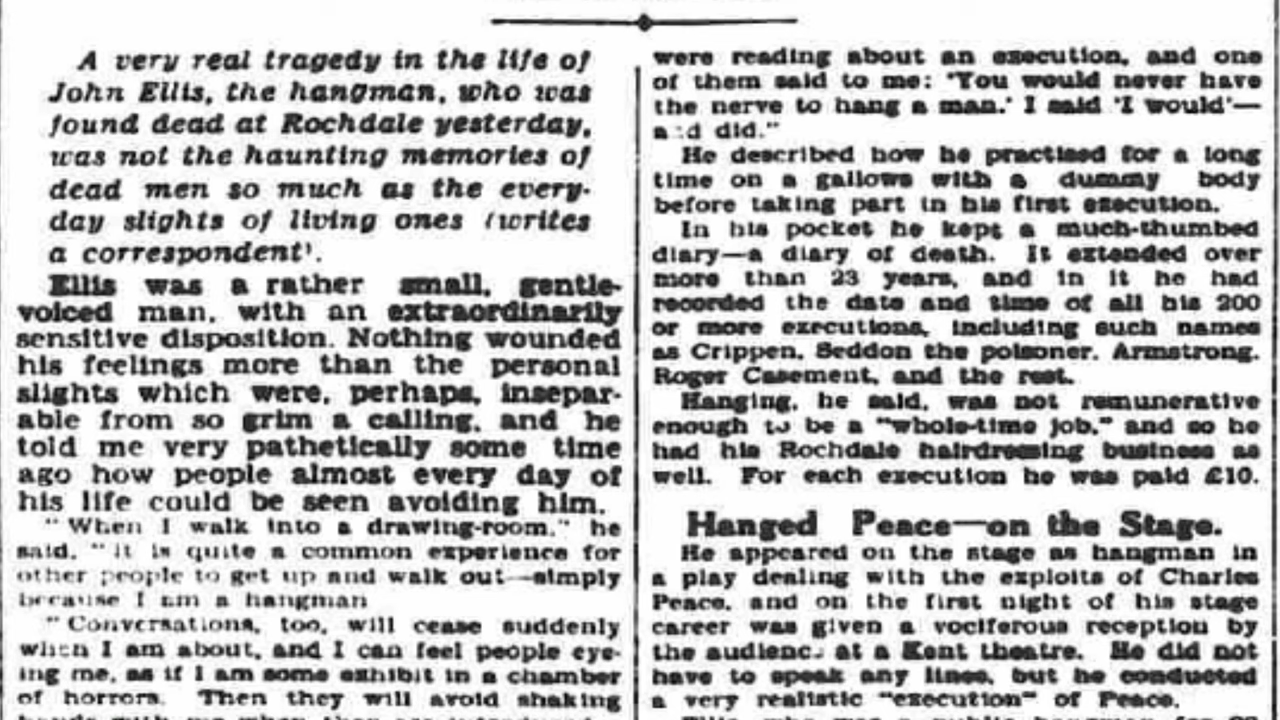 A very real tragedy in the life of
John Ellis, the hangman, who was
found dead at Rochdale yesterday,
was not the haunting memories of
dead men so much as the every-
day slights of living ones (writes
a correspondent).
Ellis was a rather small, gentle-
voiced man, with an extraordinarily
sensitive disposition. Nothing wounded
his feelings more than the personal
slights which were, perhaps, insepar-
able from so grim a calling, and he
told me very pathetically some time
ago how people almost every day of
his life could be seen avoiding him.
"When I walk into a drawing-room," he
said, "it is quite a common experience for
other people to get up and walk out—simply
because I am a hangman
"Conversations, too, will cease suddenly
when I am about, and I can feel people eye-
ing me, as if I am some exhibit in a chamber
of horrors. Then they will avoid shaking
were reading about an execution, and one
of them said to me: 'You would never have
the nerve to hang a man.' I said 'I would'—
and did."
He described how he practised for a long
time on a gallows with a dummy body
before taking part in his first execution.
In his pocket he kept a much-thumbed
diary—a diary of death. It extended over
more than 23 years, and in it he had
recorded the date and time of all his 200
or more executions, including such names
as Crippen, Seddon the poisoner, Armstrong,
Roger Casement, and the rest.
Hanging, he said, was not remunerative
enough to be a "whole-time job," and so he
had his Rochdale hairdressing business as
well. For each execution he was paid £10.
Hanged Peace—on the Stage.
He appeared on the stage as hangman in
a play dealing with the exploits of Charles
Peace, and on the first night of his stage
career was given a vociferous reception by
the audience at a Kent theatre. He did not
have to speak any lines, but he conducted
a very realistic "execution" of Peace.